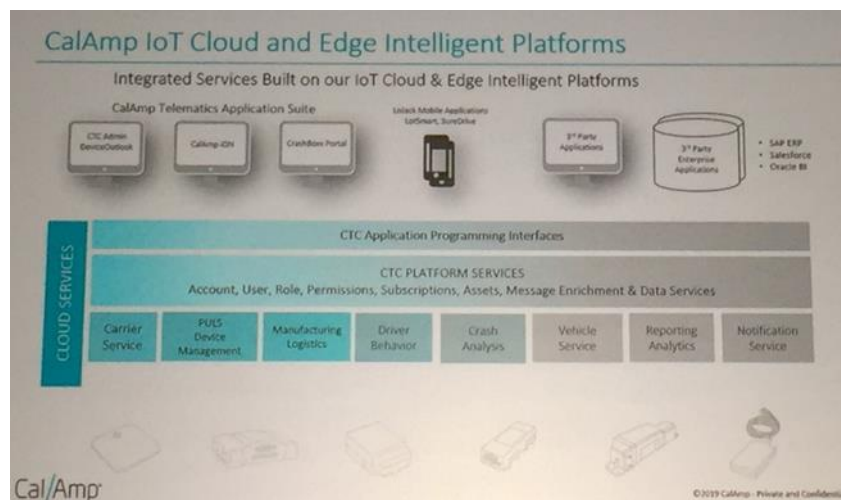 CalAmp IoT Cloud and Edge Intelligent Platforms
Integrated Services Built on our IoT Cloud & Edge Intelligent Platforms
CalAmp Telematics Application Suite
LoJack Mobile Applications
LotSmart, SureDrive
CTC Admin
DeviceOutlook
CalAmp iON
CrashBoxx Portal
3rd Party
Applications
3rd Party
Enterprise
Applications
• SAP ERP
• Salesforce
• Oracle BI
CLOUD SERVICES
CTC Application Programming Interfaces
CTC PLATFORM SERVICES
Account, User, Role, Permissions, Subscriptions, Assets, Message Enrichment & Data Services
Carrier
Service
PULS
Device
Management
Manufacturing
Logistics
Driver
Behavior
Crash
Analysis
Vehicle
Service
Reporting
Analytics
Notification
Service
Cal/Amp
©2019 CalAmp - Private and Confidential